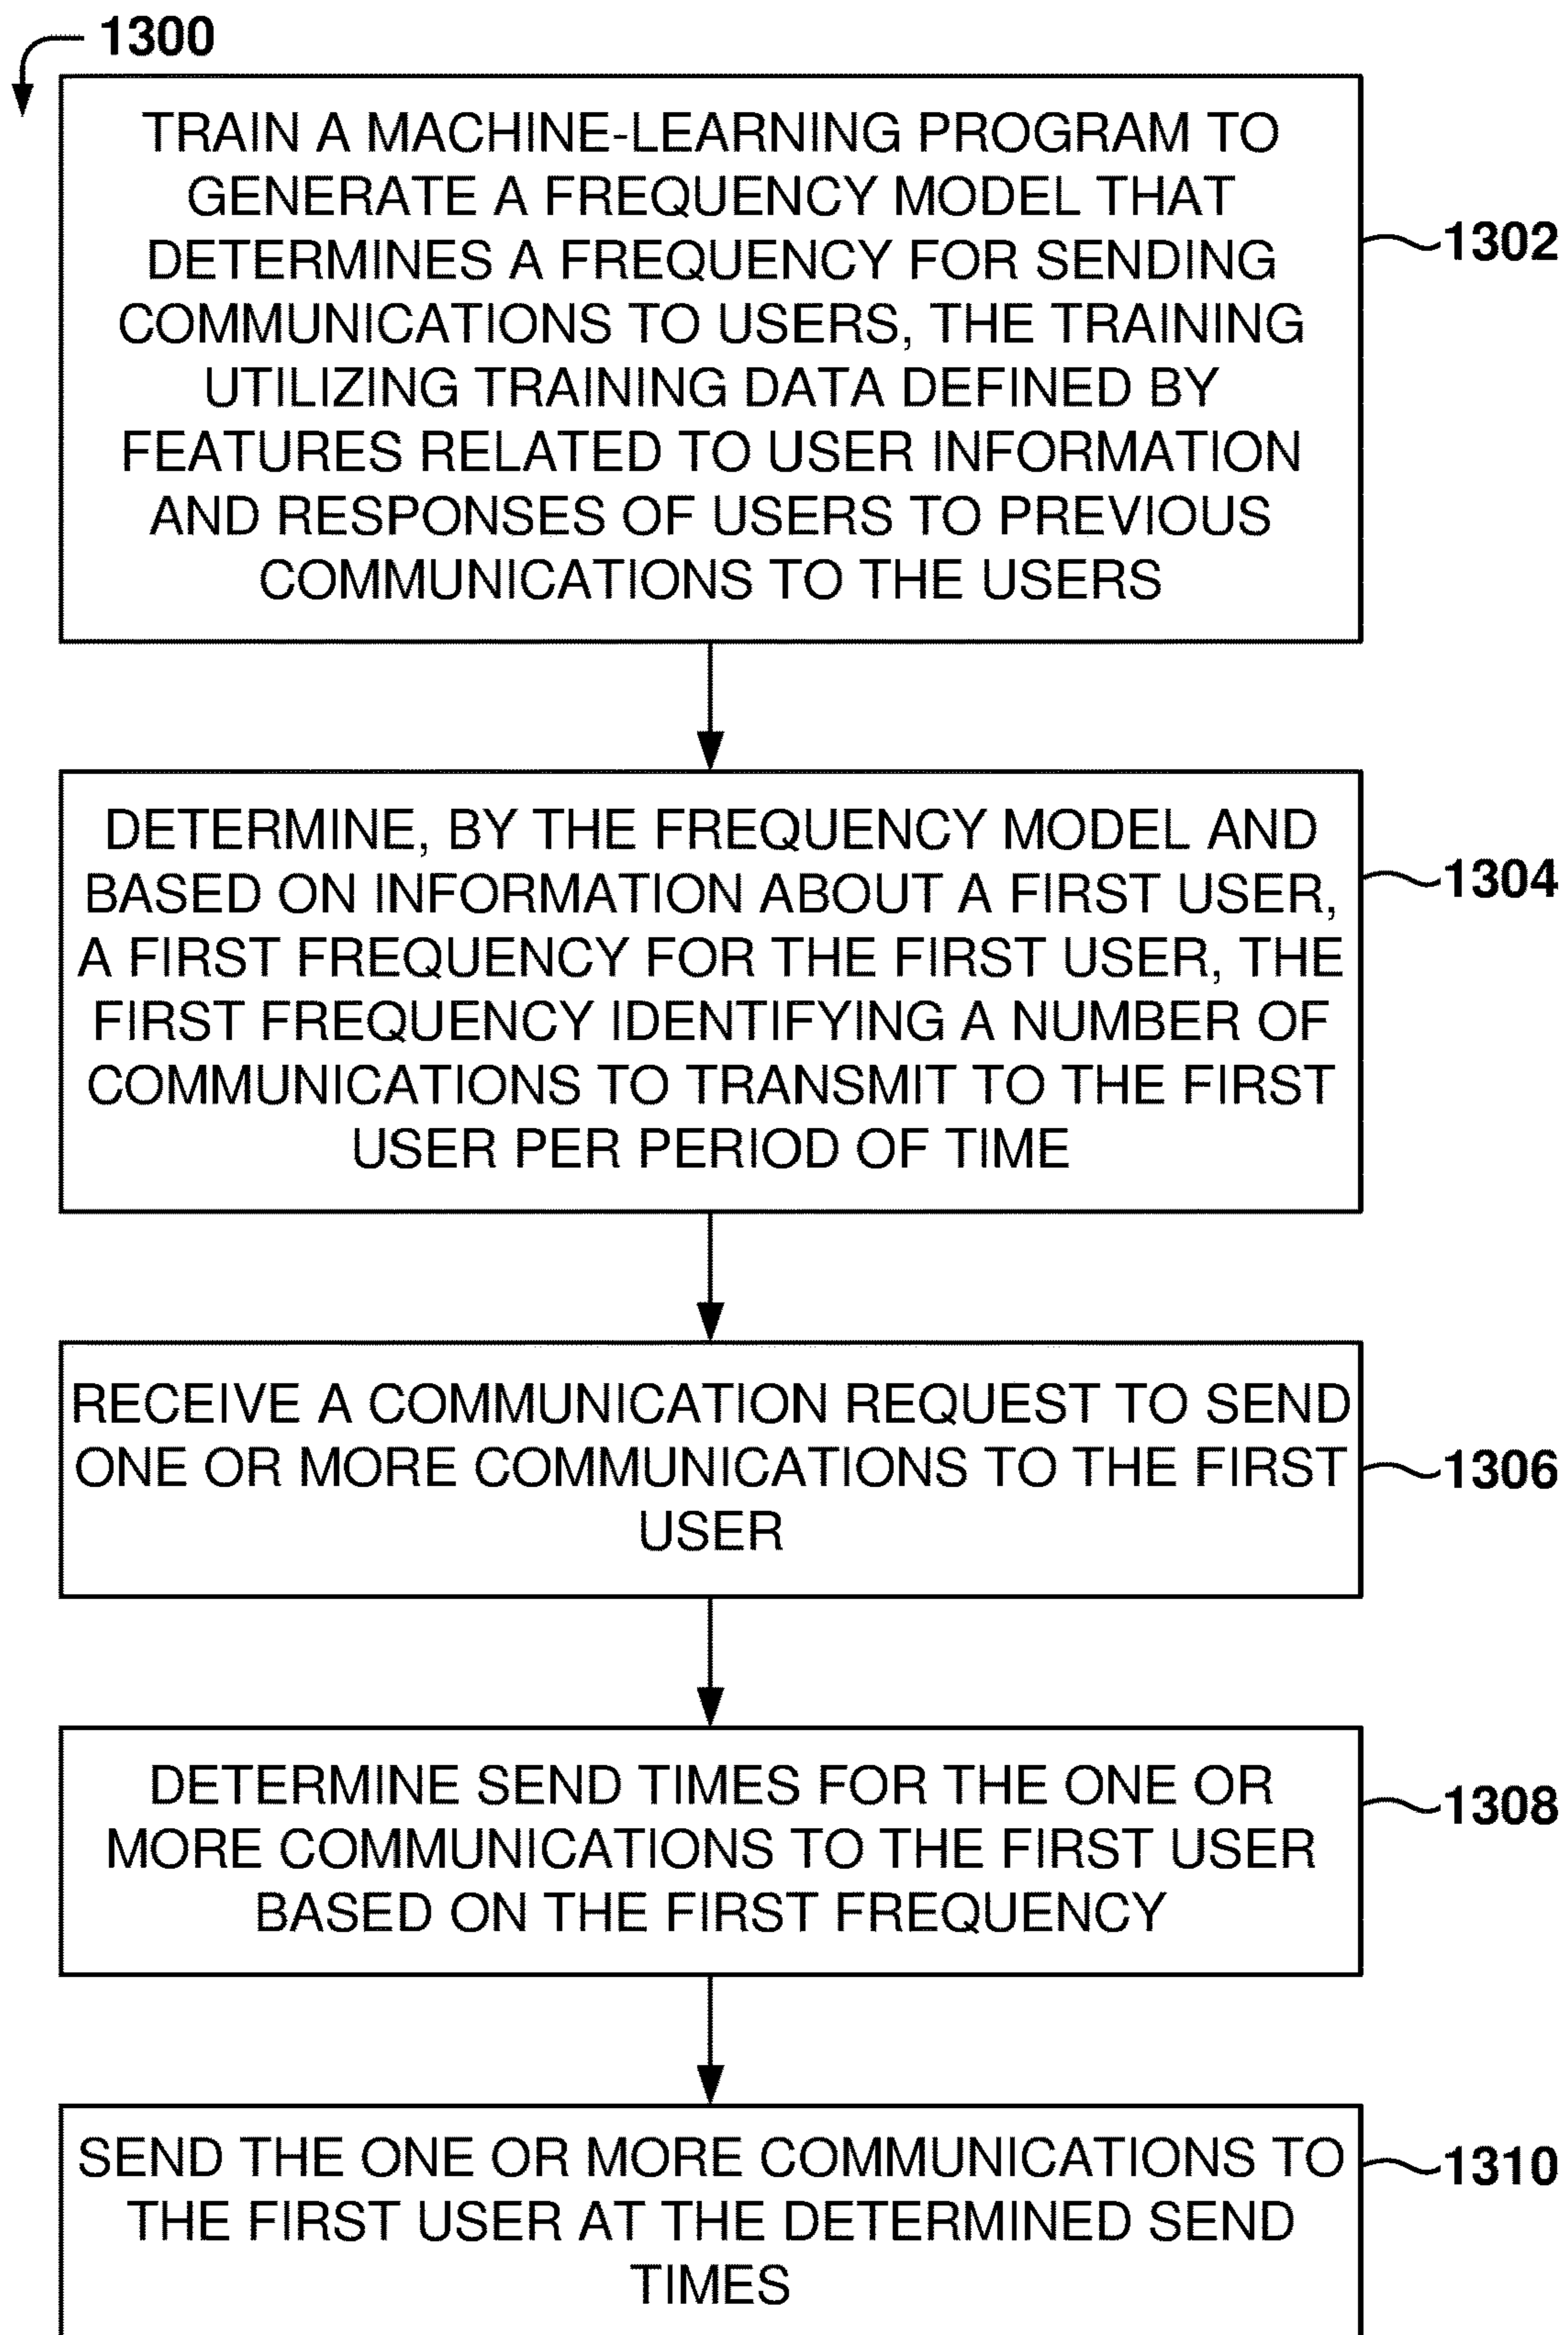 1300
TRAIN A MACHINE-LEARNING PROGRAM TO
GENERATE A FREQUENCY MODEL THAT
DETERMINES A FREQUENCY FOR SENDING
COMMUNICATIONS TO USERS, THE TRAINING
UTILIZING TRAINING DATA DEFINED BY
FEATURES RELATED TO USER INFORMATION
AND RESPONSES OF USERS TO PREVIOUS
COMMUNICATIONS TO THE USERS
1302
DETERMINE, BY THE FREQUENCY MODEL AND
BASED ON INFORMATION ABOUT A FIRST USER,
A FIRST FREQUENCY FOR THE FIRST USER, THE
FIRST FREQUENCY IDENTIFYING A NUMBER OF
COMMUNICATIONS TO TRANSMIT TO THE FIRST
USER PER PERIOD OF TIME
1304
RECEIVE A COMMUNICATION REQUEST TO SEND
ONE OR MORE COMMUNICATIONS TO THE FIRST
USER
1306
DETERMINE SEND TIMES FOR THE ONE OR
MORE COMMUNICATIONS TO THE FIRST USER
BASED ON THE FIRST FREQUENCY
1308
SEND THE ONE OR MORE COMMUNICATIONS TO
THE FIRST USER AT THE DETERMINED SEND
TIMES
1310